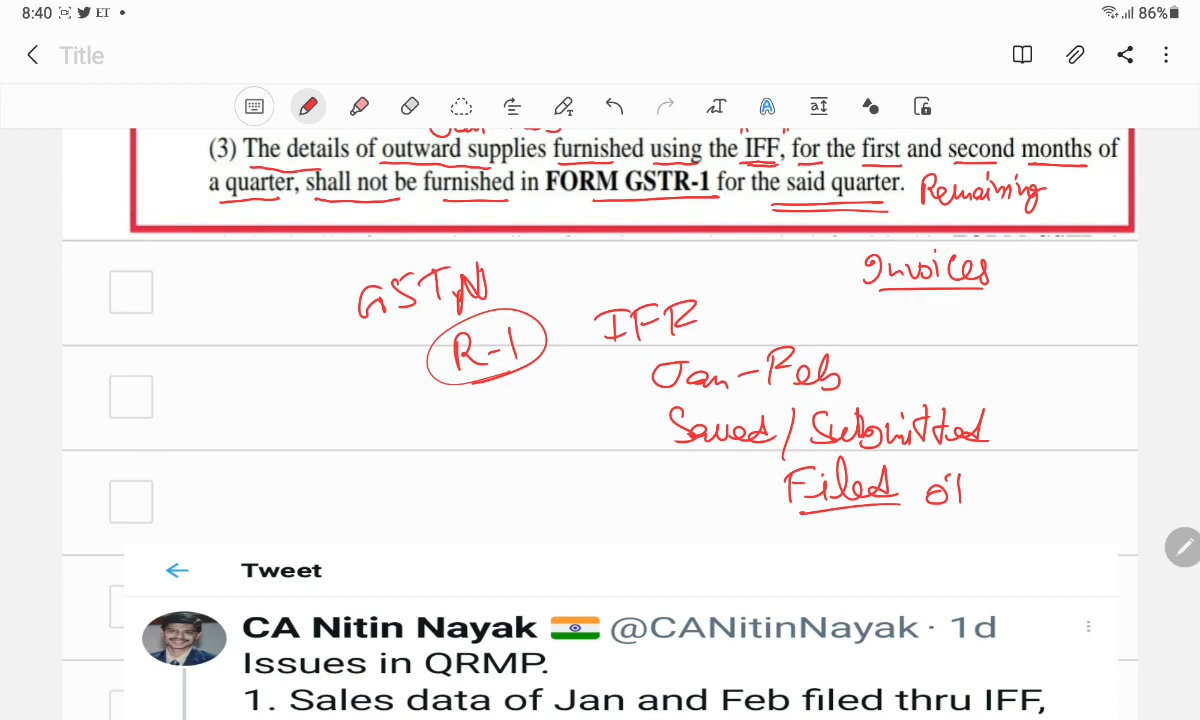 8:40 ET 86%
Title
(3) The details of outward supplies furnished using the IFF, for the first and second months of
a quarter, shall not be furnished in FORM GSTR-1 for the said quarter. Remaining
Invoices
GSTN
R-1
IFF
Jan-Feb
Saved/Submitted
Filed
Tweet
CA Nitin Nayak @CANitinNayak · 1d
Issues in QRMP.
1. Sales data of Jan and Feb filed thru IFF,